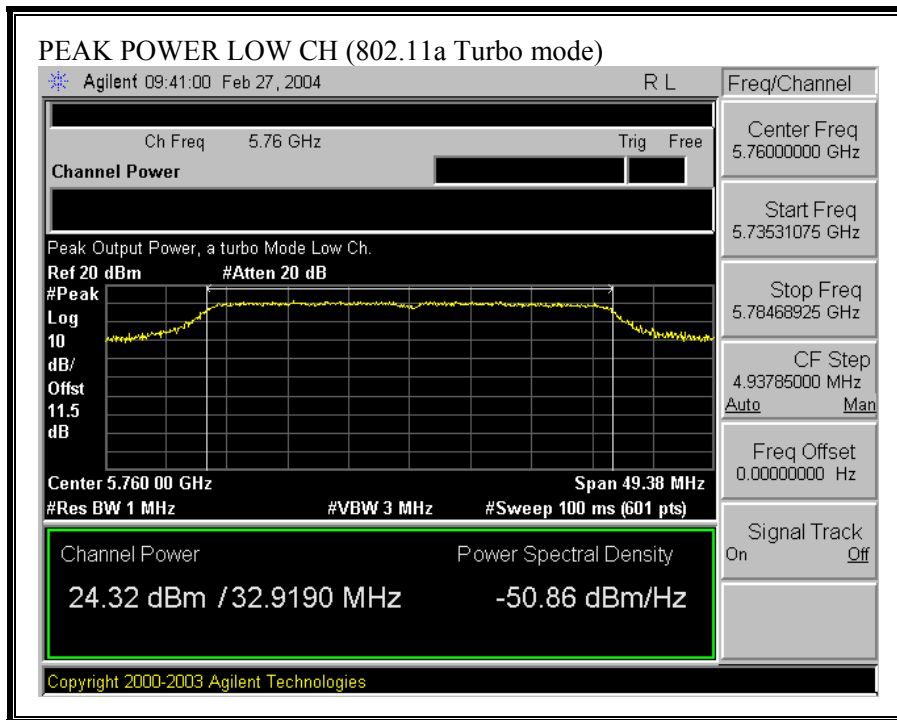 PEAK POWER LOW CH (802.11a Turbo mode)
Agilent 09:41:00 Feb 27, 2004 R L Freq/Channel
Ch Freq 5.76 GHz Trig Free
Channel Power
Center Freq
5.76000000 GHz
Start Freq
5.73531075 GHz
Peak Output Power, a turbo Mode Low Ch.
Ref 20 dBm #Atten 20 dB
#Peak
Log
10
dB/
Offst
11.5
dB
Stop Freq
5.78468925 GHz
CF Step
4.93785000 MHz
Auto Man
Freq Offset
0.00000000 Hz
Center 5.760 00 GHz Span 49.38 MHz
#Res BW 1 MHz #VBW 3 MHz #Sweep 100 ms (601 pts)
Signal Track
On Off
Channel Power Power Spectral Density
24.32 dBm / 32.9190 MHz -50.86 dBm/Hz
Copyright 2000-2003 Agilent Technologies